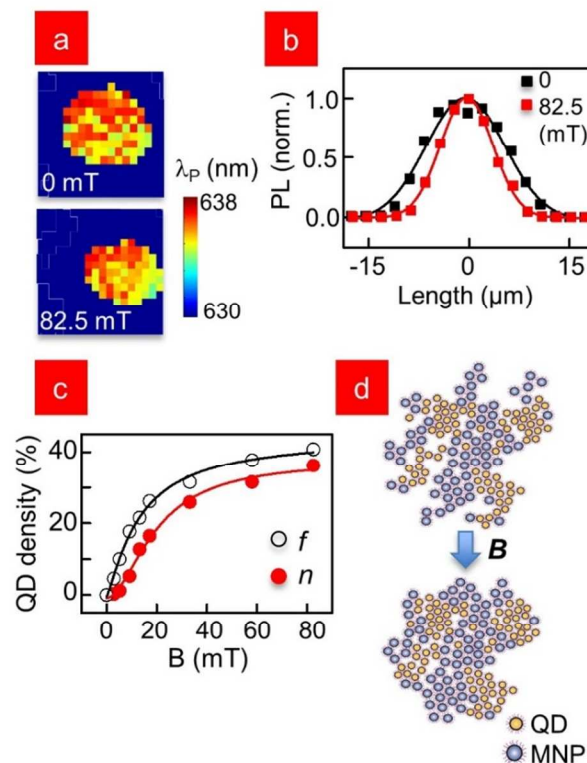 a
0 mT
82.5 mT
λP (nm)
638
630
b
PL (norm.)
1.0
0.5
0.0
-15
0
15
Length (µm)
0
82.5
(mT)
c
QD density (%)
40
20
0
0
20
40
60
80
B (mT)
f
n
d
B
QD
MNP